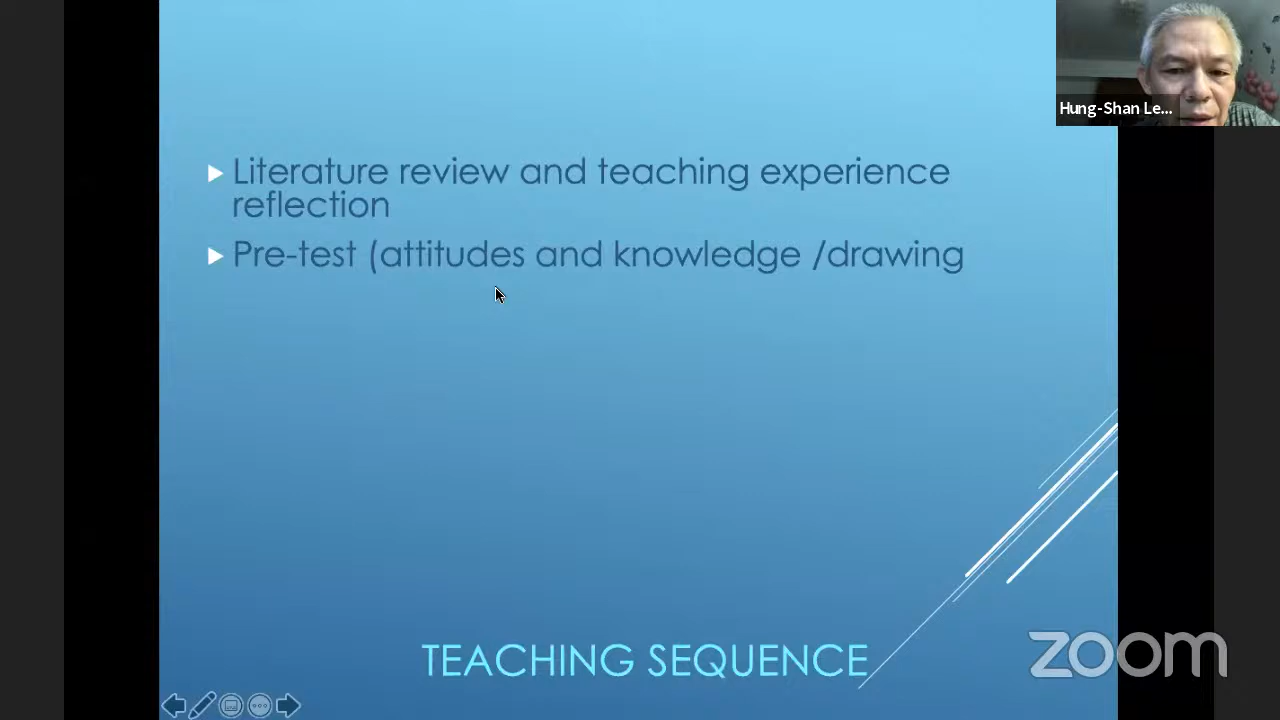 Hung-Shan Le...
Literature review and teaching experience
reflection
Pre-test (attitudes and knowledge /drawing
TEACHING SEQUENCE
zoom